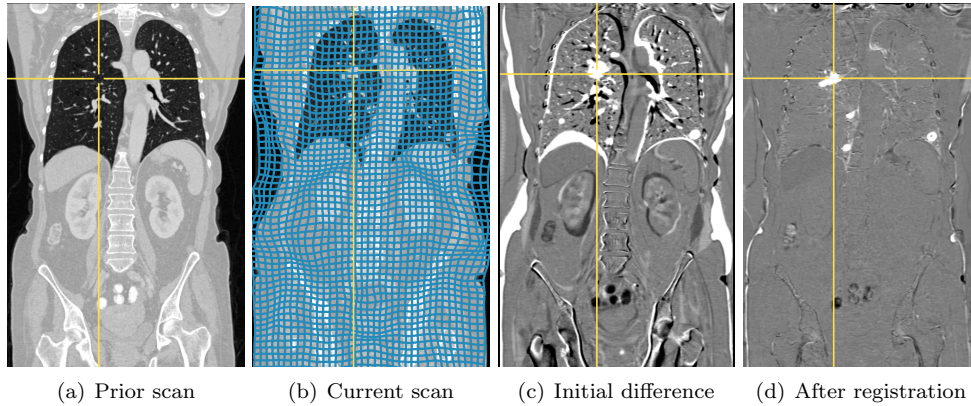 (a) Prior scan
(b) Current scan
(c) Initial difference
(d) After registration